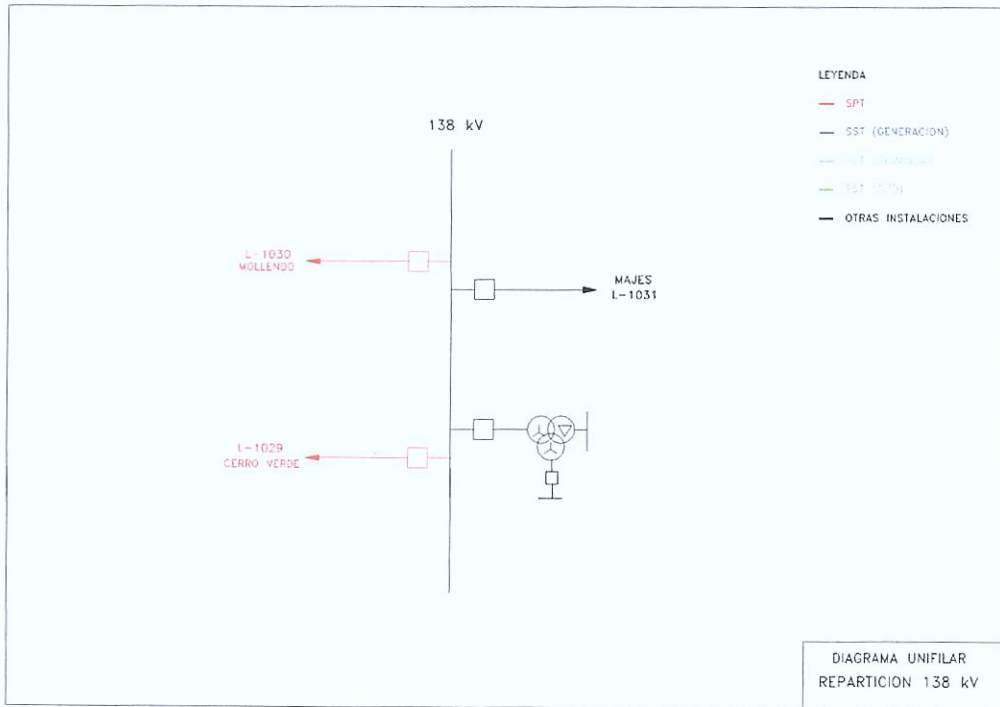 138 kV
LEYENDA
SPT
SST (GENERACION)
OTRAS INSTALACIONES
L-1030
MOLLENDO
MAJES
L-1031
L-1029
CERRO VERDE
DIAGRAMA UNIFILAR
REPARTICION 138 kV